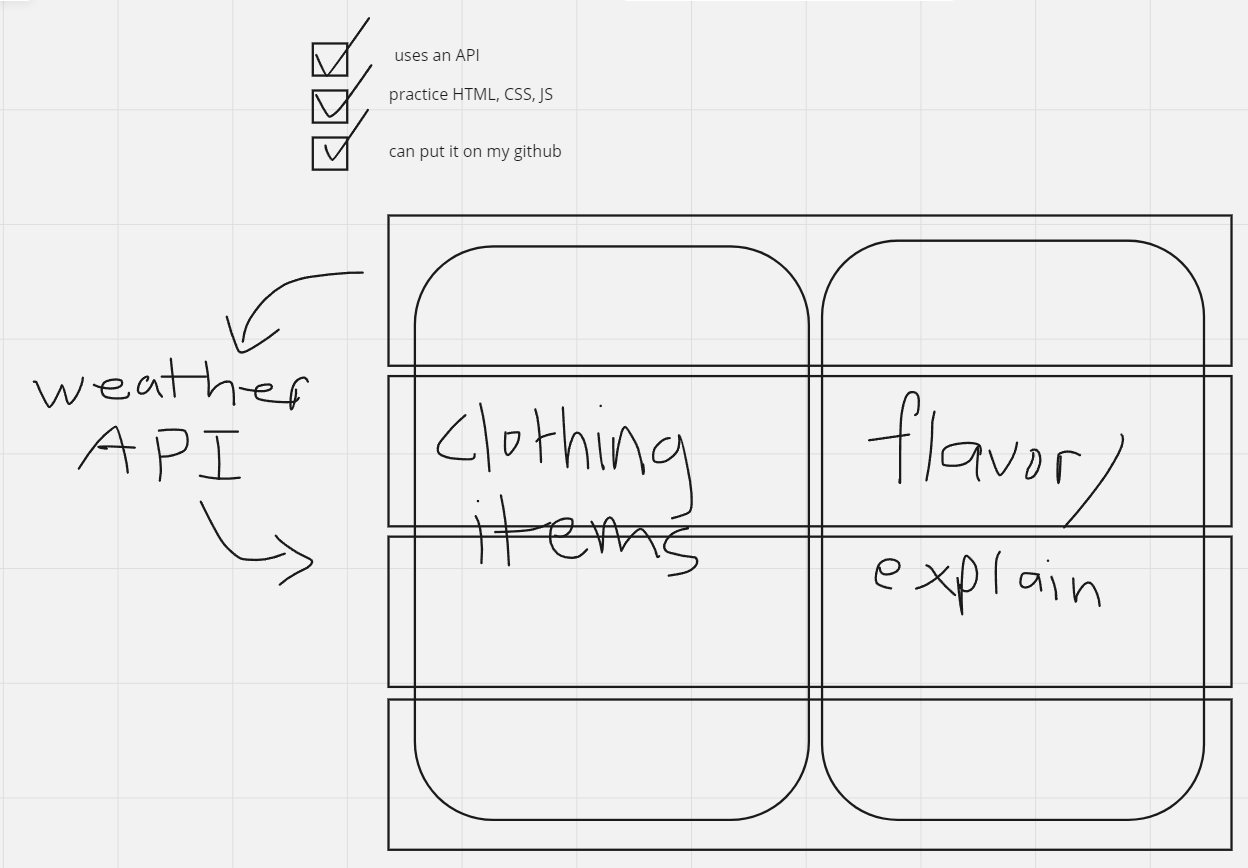 uses an API
practice HTML, CSS, JS
can put it on my github
weather
API
clothing
items
flavor/
explain